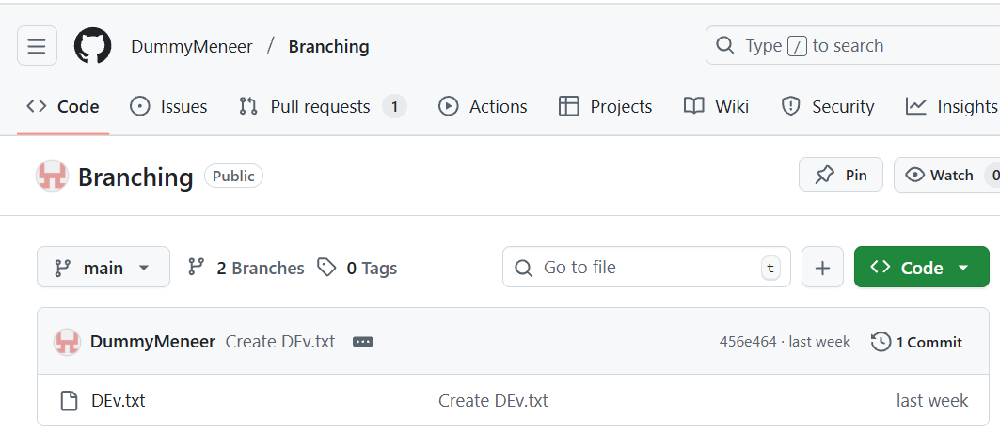 DummyMeneer / Branching Type / to search
Code Issues Pull requests 1 Actions Projects Wiki Security Insights
Branching Public Pin Watch 0
main 2 Branches 0 Tags Go to file t Code
DummyMeneer Create DEv.txt 456e464 · last week 1 Commit
DEv.txt Create DEv.txt last week